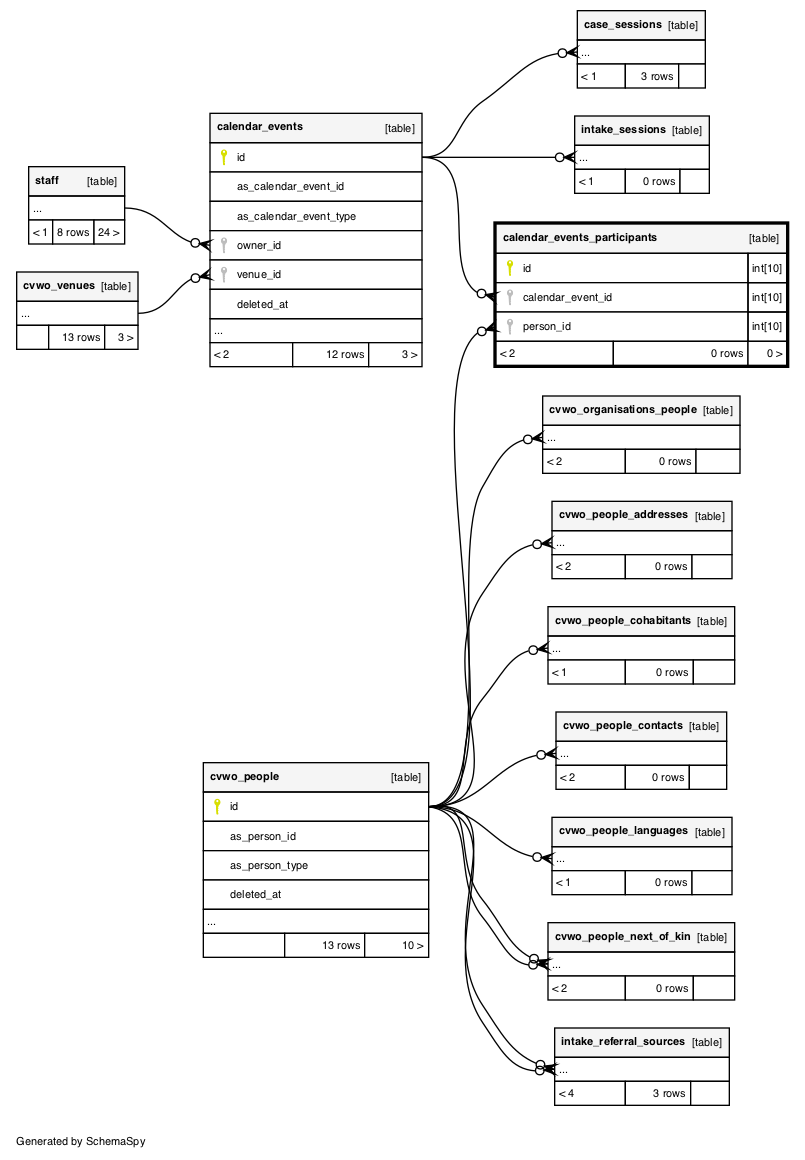 case_sessions [table]
...
< 1 3 rows
intake_sessions [table]
...
< 1 0 rows
calendar_events [table]
id
as_calendar_event_id
as_calendar_event_type
owner_id
venue_id
deleted_at
...
< 2 12 rows 3 >
staff [table]
...
< 1 8 rows 24 >
cvwo_venues [table]
...
13 rows 3 >
calendar_events_participants [table]
id int[10]
calendar_event_id int[10]
person_id int[10]
< 2 0 rows 0 >
cvwo_organisations_people [table]
...
< 2 0 rows
cvwo_people_addresses [table]
...
< 2 0 rows
cvwo_people_cohabitants [table]
...
< 1 0 rows
cvwo_people_contacts [table]
...
< 2 0 rows
cvwo_people [table]
id
as_person_id
as_person_type
deleted_at
...
13 rows 10 >
cvwo_people_languages [table]
...
< 1 0 rows
cvwo_people_next_of_kin [table]
...
< 2 0 rows
intake_referral_sources [table]
...
< 4 3 rows
Generated by SchemaSpy